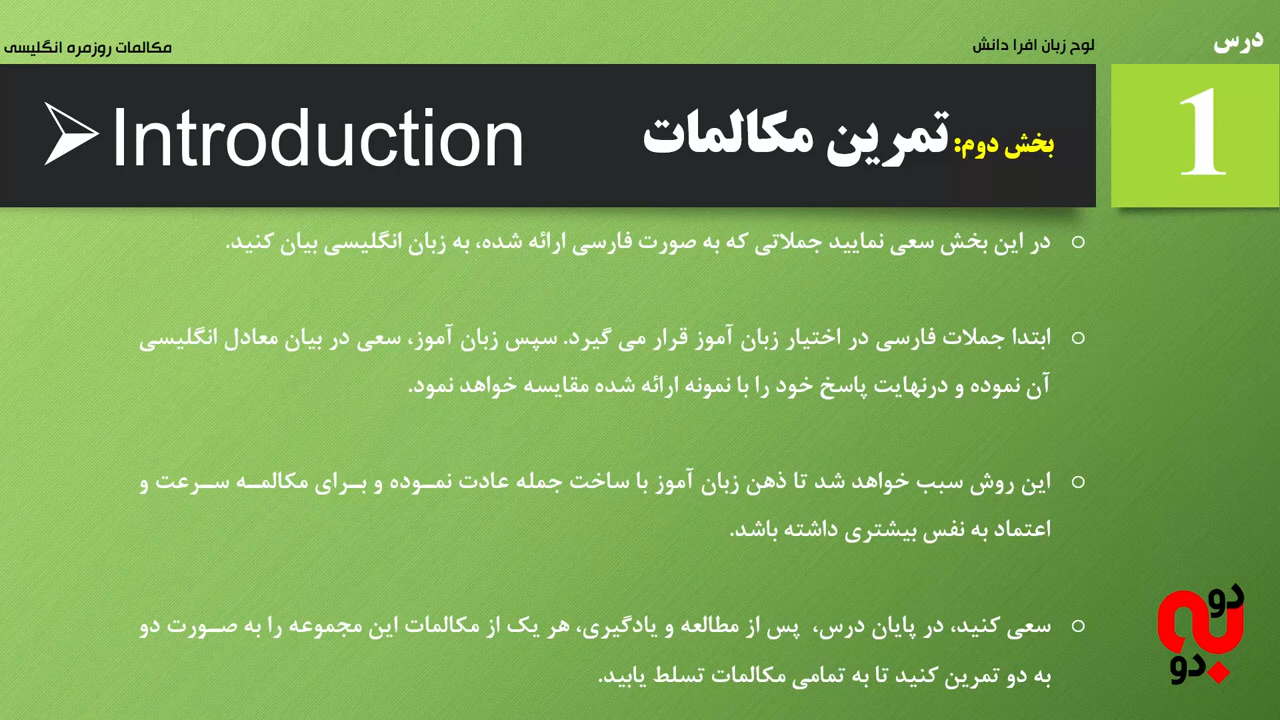 درس
لوح زبان افرا دانش
مکالمات روزمره انگلیسی
1
بخش دوم: تمرین مکالمات
Introduction
در این بخش سعی نمایید جملاتی که به صورت فارسی ارائه شده، به زبان انگلیسی بیان کنید.
ابتدا جملات فارسی در اختیار زبان آموز قرار می گیرد. سپس زبان آموز، سعی در بیان معادل انگلیسی
آن نموده و درنهایت پاسخ خود را با نمونه ارائه شده مقایسه خواهد نمود.
این روش سبب خواهد شد تا ذهن زبان آموز با ساخت جمله عادت نمـوده و بـرای مکالمـه سـرعت و
اعتماد به نفس بیشتری داشته باشد.
سعی کنید، در پایان درس، پس از مطالعه و یادگیری، هر یک از مکالمات این مجموعه را به صـورت دو
به دو تمرین کنید تا به تمامی مکالمات تسلط یابید.
دو
به
دو